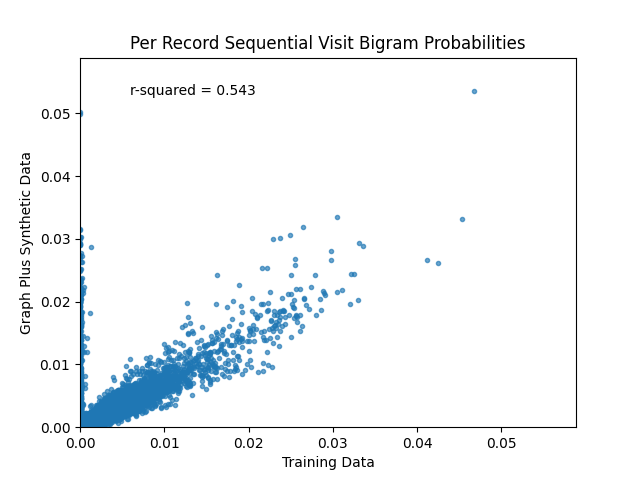 Per Record Sequential Visit Bigram Probabilities
r-squared = 0.543
Graph Plus Synthetic Data
0.05
0.04
0.03
0.02
0.01
0.00
0.00 0.01 0.02 0.03 0.04 0.05
Training Data